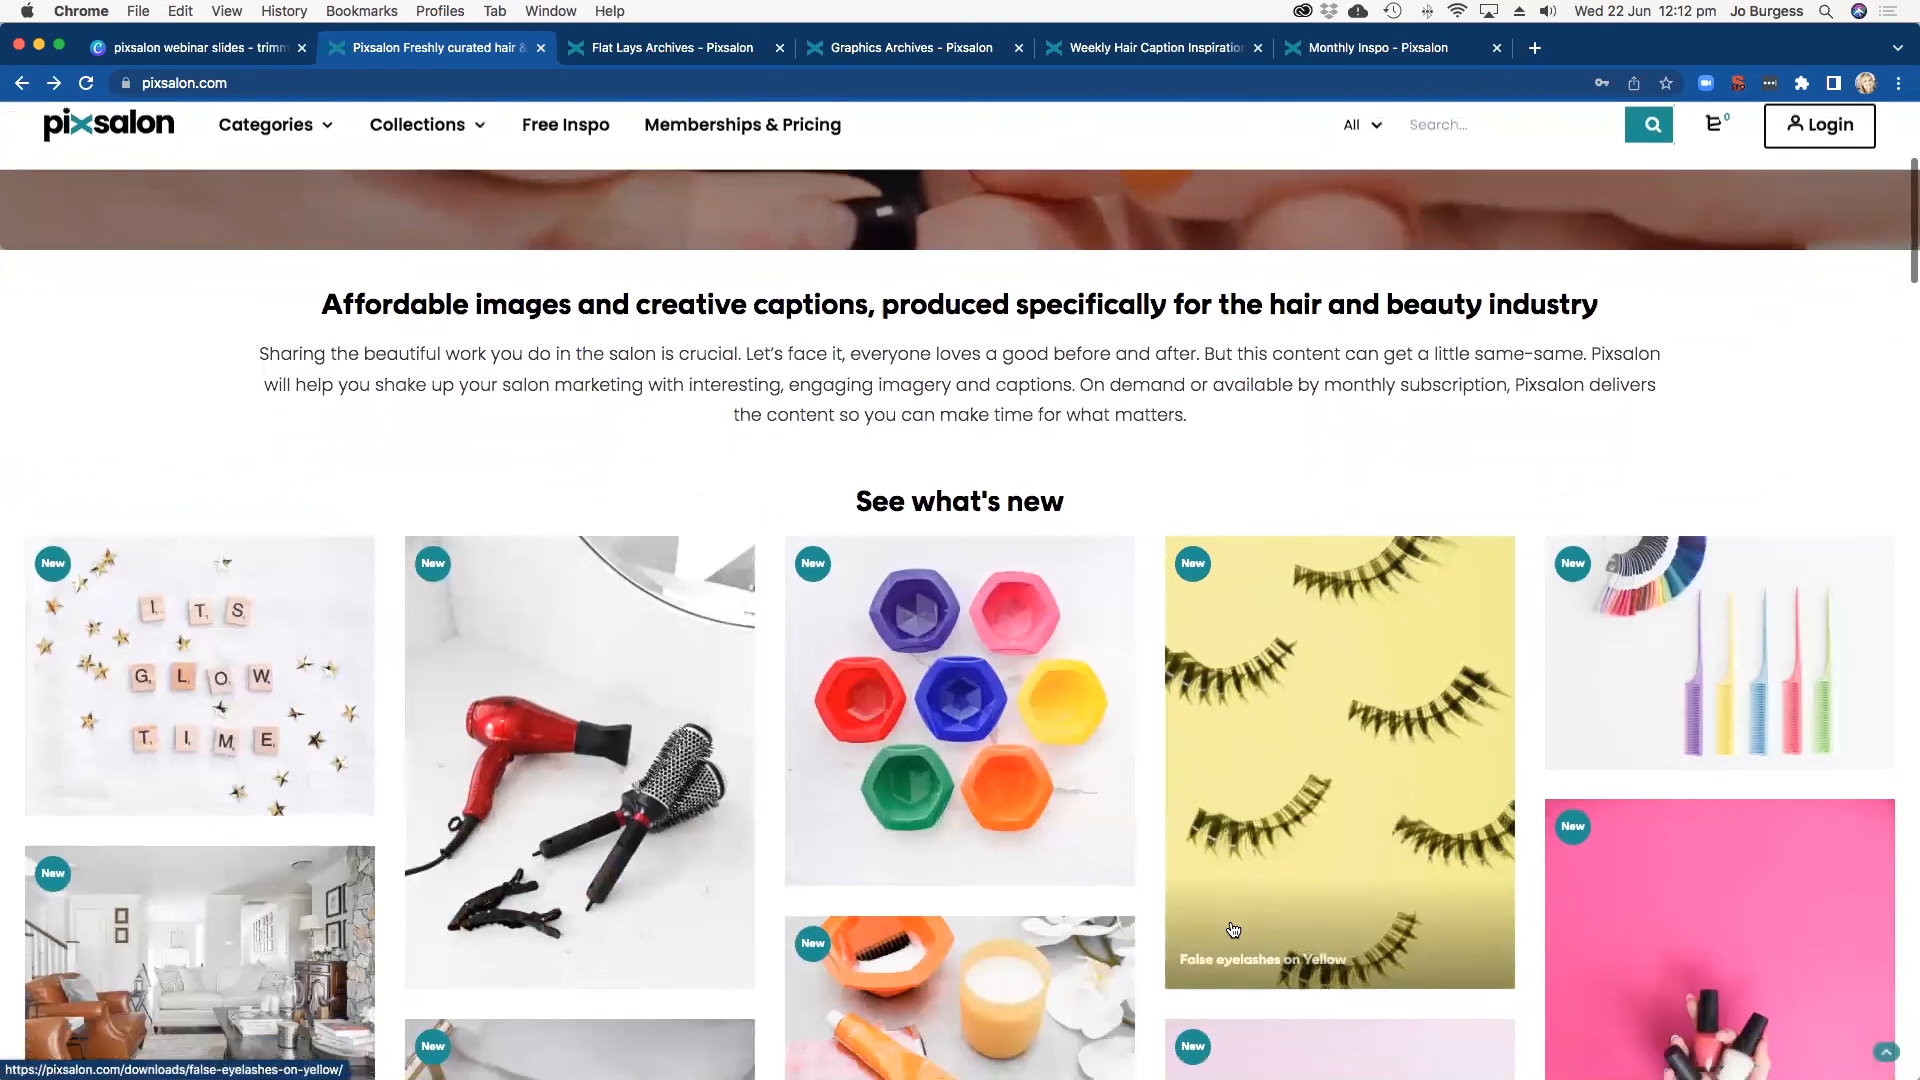 Chrome File Edit View History Bookmarks Profiles Tab Window Help Wed 22 Jun 12:12 pm Jo Burgess
pixsalon webinar slides - trimm Pixsalon Freshly curated hair & Flat Lays Archives - Pixsalon Graphics Archives - Pixsalon Weekly Hair Caption Inspiration Monthly Inspo - Pixsalon
pixsalon.com
pixsalon Categories Collections Free Inspo Memberships & Pricing All Search... 0 Login
Affordable images and creative captions, produced specifically for the hair and beauty industry
Sharing the beautiful work you do in the salon is crucial. Let's face it, everyone loves a good before and after. But this content can get a little same-same. Pixsalon
will help you shake up your salon marketing with interesting, engaging imagery and captions. On demand or available by monthly subscription, Pixsalon delivers
the content so you can make time for what matters.
See what's new
New New New New New
ITS
GLOW
TIME
New
New
New
False eyelashes on Yellow
New
New
https://pixsalon.com/downloads/false-eyelashes-on-yellow/